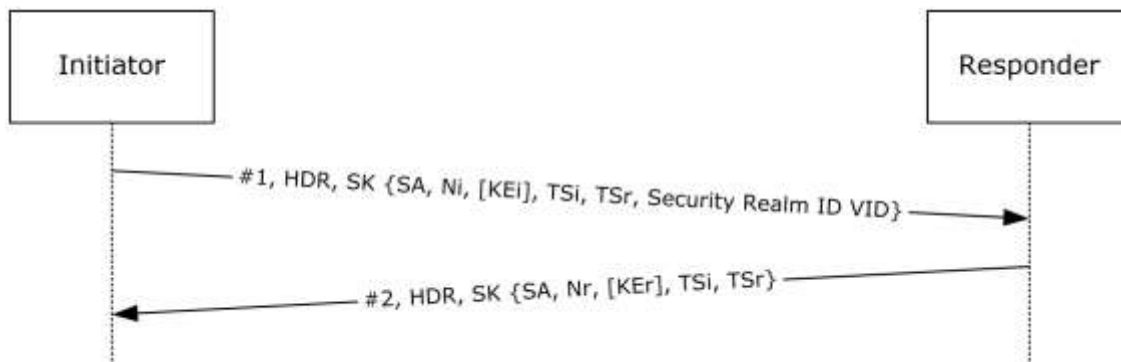 Initiator
Responder
#1, HDR, SK {SA, Ni, [KEi], TSi, TSr, Security Realm ID VID}
#2, HDR, SK {SA, Nr, [KEr], TSi, TSr}